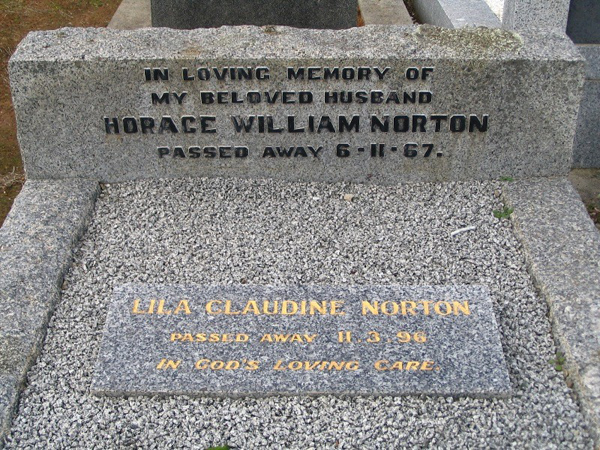 IN LOVING MEMORY OF
MY BELOVED HUSBAND
HORACE WILLIAM NORTON
PASSED AWAY 6-11-67.
LILA CLAUDINE NORTON
PASSED AWAY 11 3 96
IN GOD'S LOVING CARE.